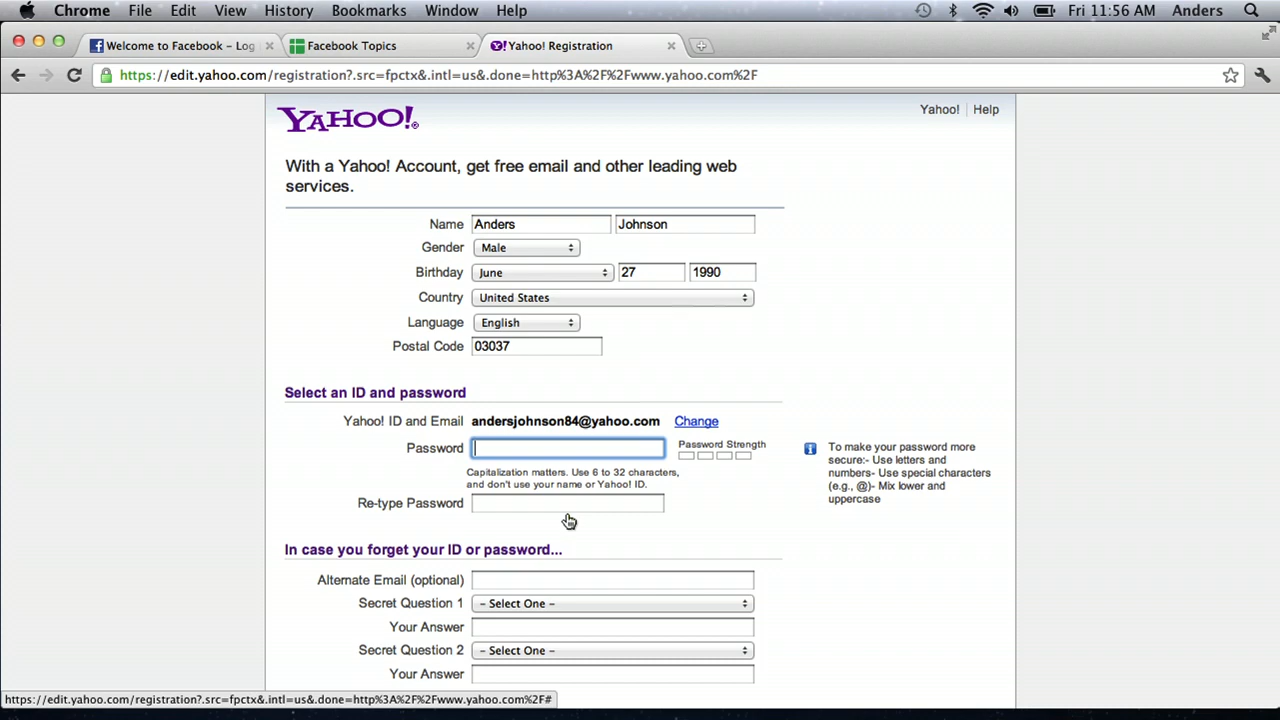 Chrome File Edit View History Bookmarks Window Help Fri 11:56 AM Anders
Welcome to Facebook – Log Facebook Topics Yahoo! Registration
https://edit.yahoo.com/registration?.src=fpctx&.intl=us&.done=http%3A%2F%2Fwww.yahoo.com%2F
YAHOO!® Yahoo! Help
With a Yahoo! Account, get free email and other leading web
services.
Name Anders Johnson
Gender Male
Birthday June 27 1990
Country United States
Language English
Postal Code 03037
Select an ID and password
Yahoo! ID and Email andersjohnson84@yahoo.com Change
Password Password Strength
Capitalization matters. Use 6 to 32 characters,
and don't use your name or Yahoo! ID.
To make your password more
secure:- Use letters and
numbers- Use special characters
(e.g., @)- Mix lower and
uppercase
Re-type Password
In case you forget your ID or password...
Alternate Email (optional)
Secret Question 1 – Select One –
Your Answer
Secret Question 2 – Select One –
Your Answer
https://edit.yahoo.com/registration?.src=fpctx&.intl=us&.done=http%3A%2F%2Fwww.yahoo.com%2F#